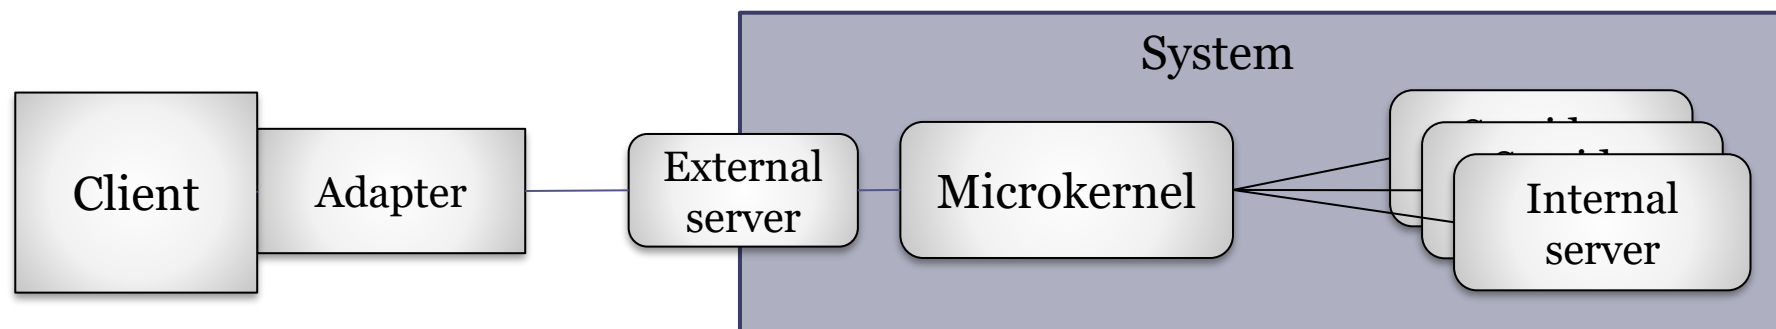 System
Client
Adapter
External
server
Microkernel
Internal
server